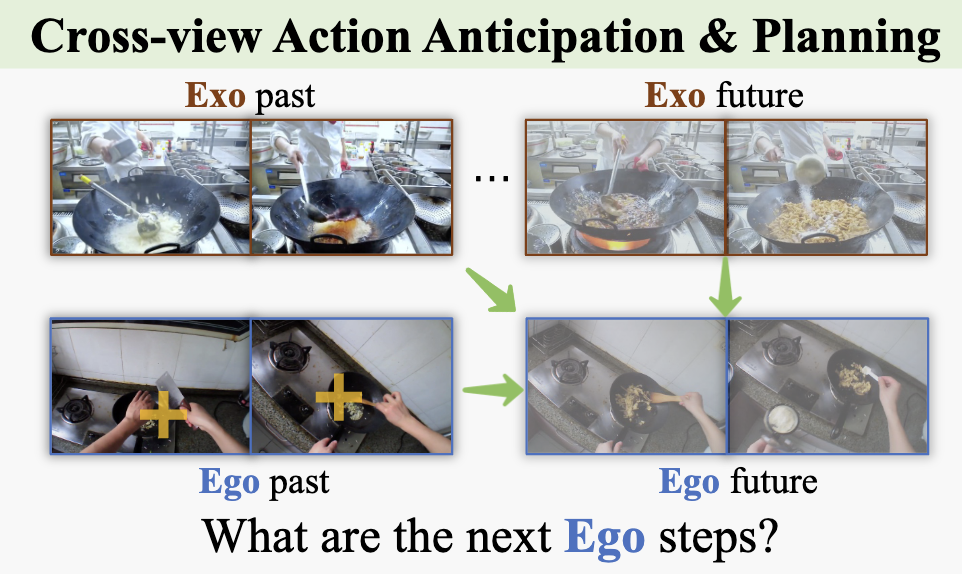 Cross-view Action Anticipation & Planning
Exo past
Exo future
...
Ego past
Ego future
What are the next Ego steps?